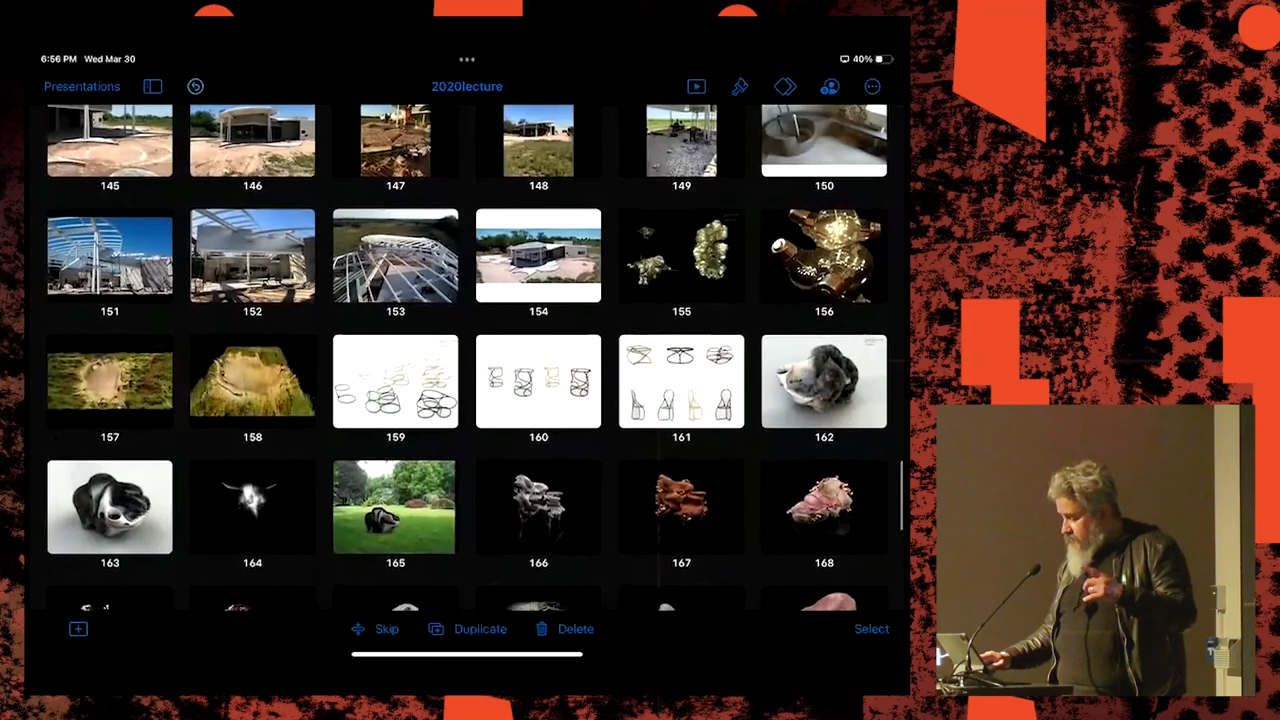 6:56 PM Wed Mar 30
40%
Presentations
2020lecture
145 146 147 148 149 150
151 152 153 154 155 156
157 158 159 160 161 162
163 164 165 166 167 168
Skip Duplicate Delete Select